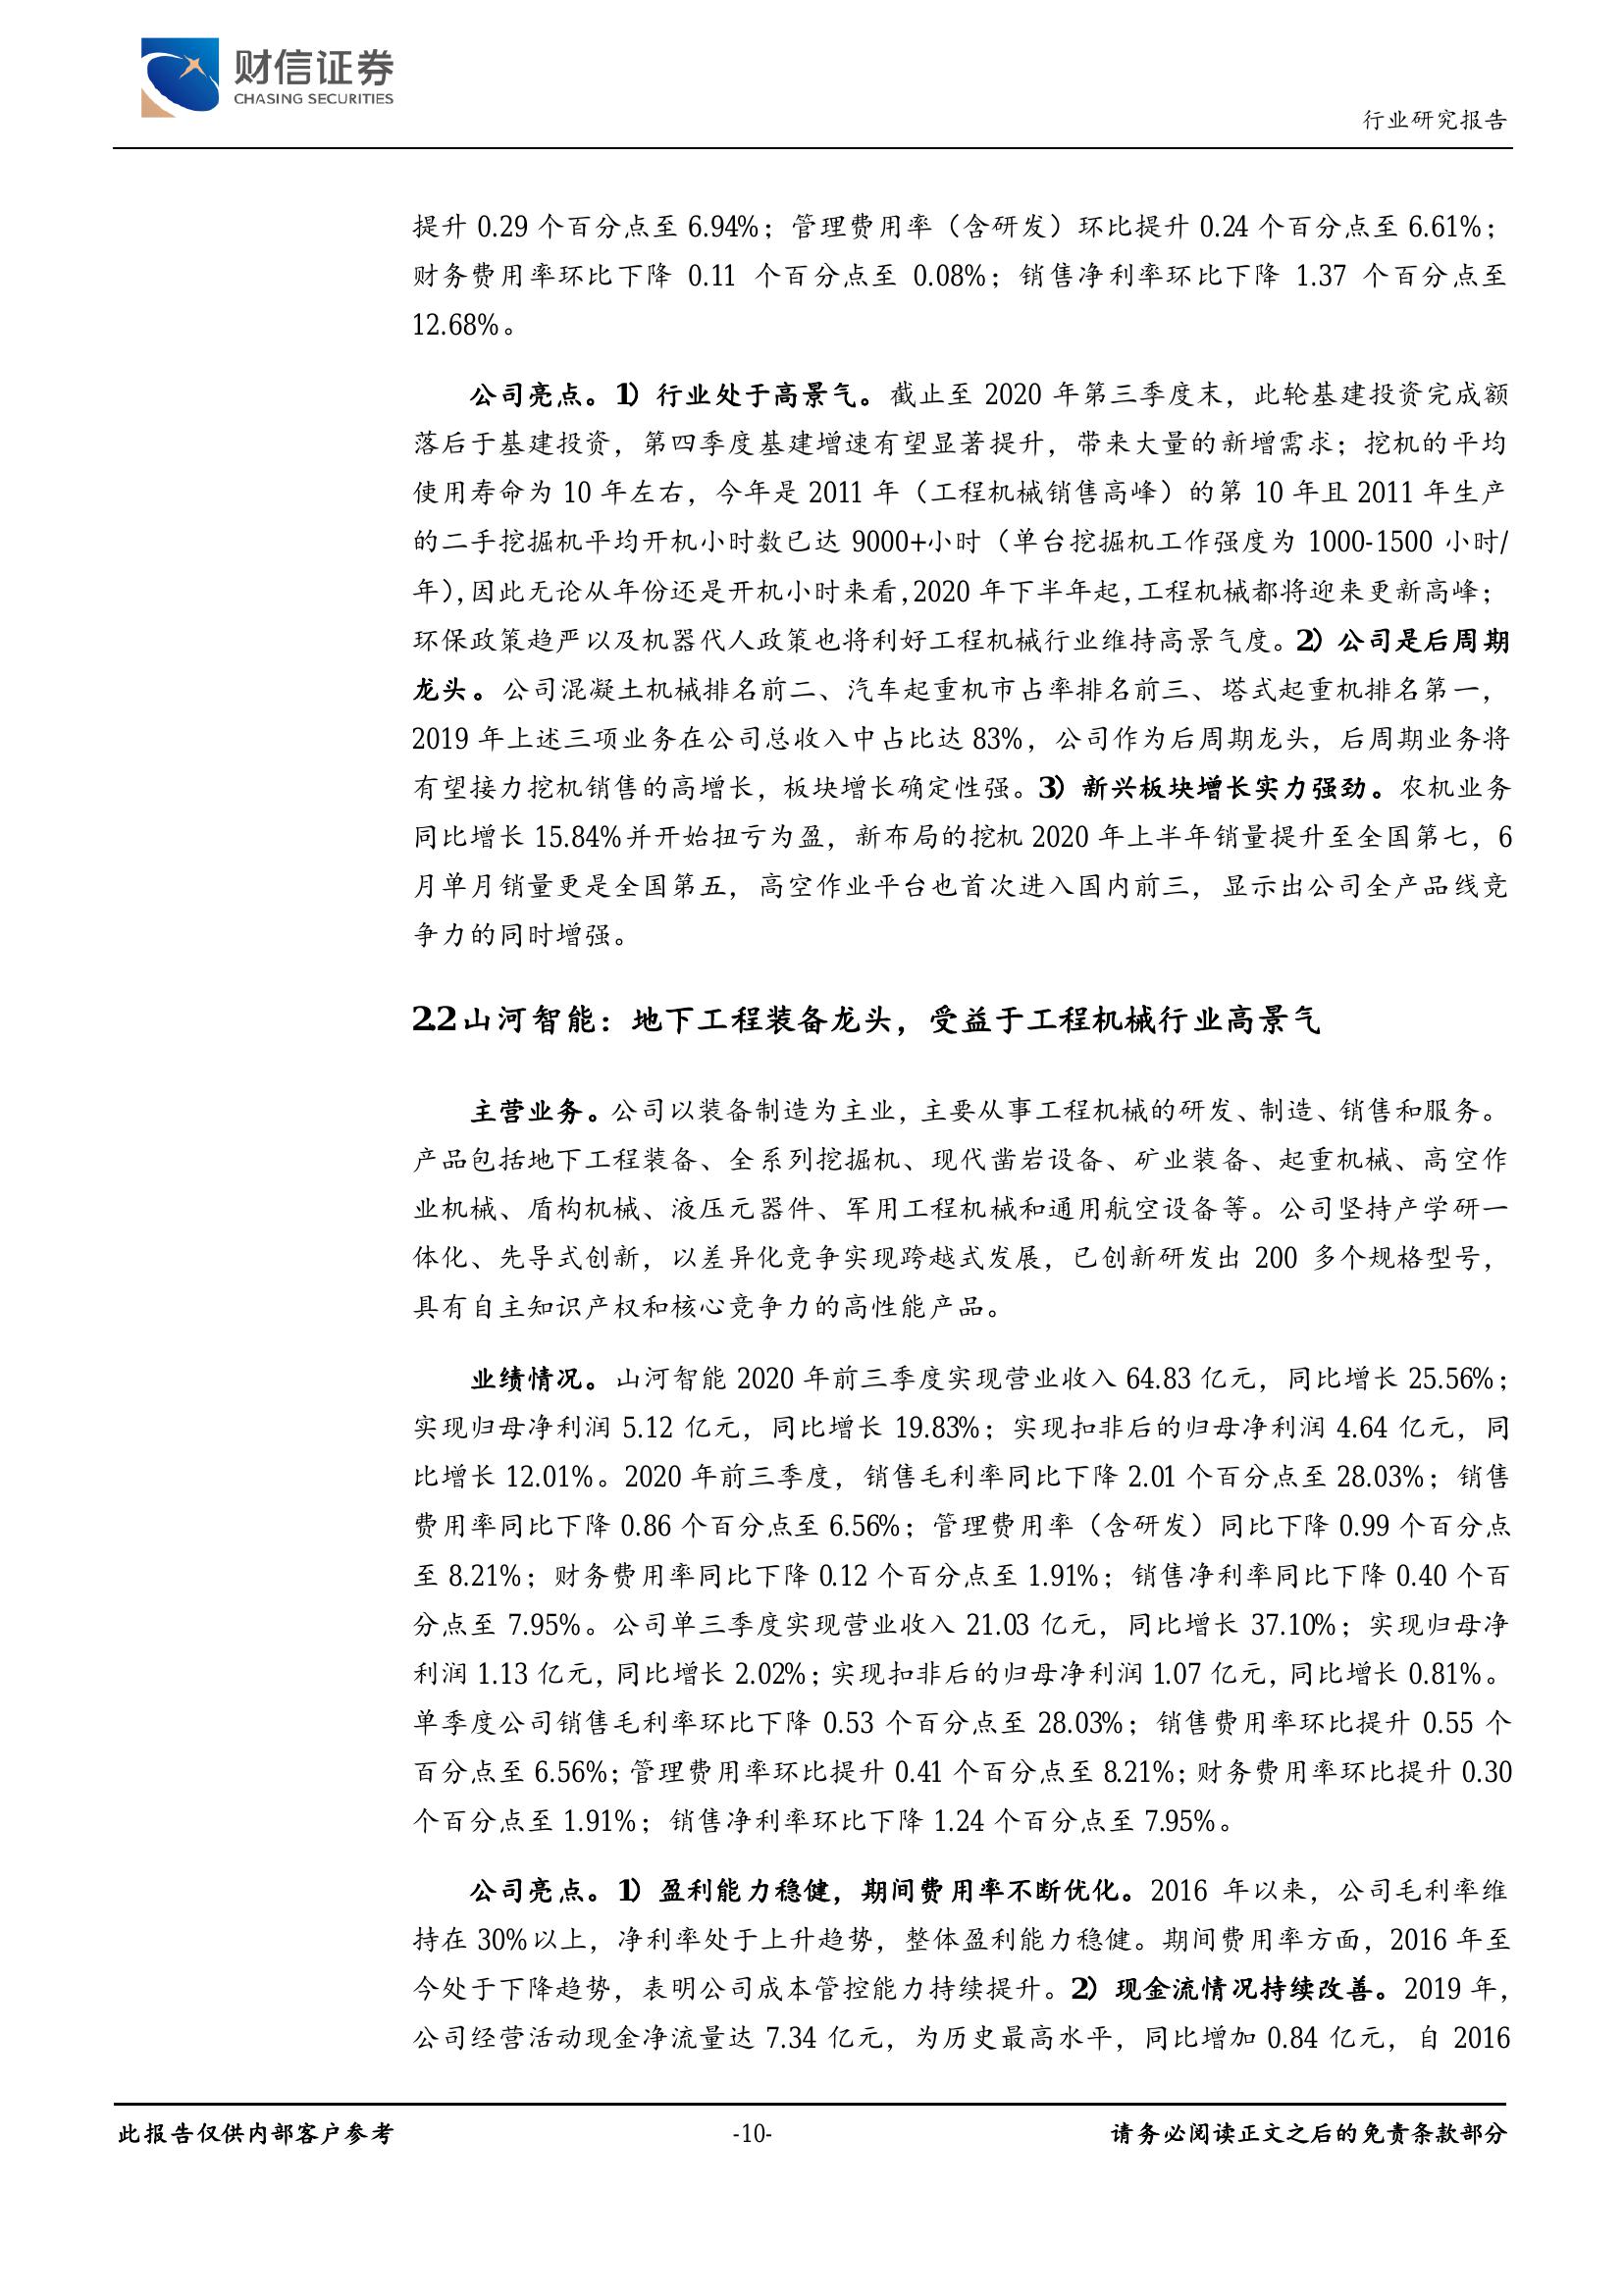 财信证券
CHASING SECURITIES
行业研究报告
提升 0.29 个百分点至 6.94%；管理费用率（含研发）环比提升 0.24 个百分点至 6.61%；
财务费用率环比下降 0.11 个百分点至 0.08%；销售净利率环比下降 1.37 个百分点至
12.68%。
公司亮点。1）行业处于高景气。截止至 2020 年第三季度末，此轮基建投资完成额
落后于基建投资，第四季度基建增速有望显著提升，带来大量的新增需求；挖机的平均
使用寿命为 10 年左右，今年是 2011 年（工程机械销售高峰）的第 10 年且 2011 年生产
的二手挖掘机平均开机小时数已达 9000+小时（单台挖掘机工作强度为 1000-1500 小时/
年），因此无论从年份还是开机小时来看，2020 年下半年起，工程机械都将迎来更新高峰；
环保政策趋严以及机器代人政策也将利好工程机械行业维持高景气度。2）公司是后周期
龙头。公司混凝土机械排名前二、汽车起重机市占率排名前三、塔式起重机排名第一，
2019 年上述三项业务在公司总收入中占比达 83%，公司作为后周期龙头，后周期业务将
有望接力挖机销售的高增长，板块增长确定性强。3）新兴板块增长实力强劲。农机业务
同比增长 15.84%并开始扭亏为盈，新布局的挖机 2020 年上半年销量提升至全国第七，6
月单月销量更是全国第五，高空作业平台也首次进入国内前三，显示出公司全产品线竞
争力的同时增强。
2.2 山河智能：地下工程装备龙头，受益于工程机械行业高景气
主营业务。公司以装备制造为主业，主要从事工程机械的研发、制造、销售和服务。
产品包括地下工程装备、全系列挖掘机、现代凿岩设备、矿业装备、起重机械、高空作
业机械、盾构机械、液压元器件、军用工程机械和通用航空设备等。公司坚持产学研一
体化、先导式创新，以差异化竞争实现跨越式发展，已创新研发出 200 多个规格型号，
具有自主知识产权和核心竞争力的高性能产品。
业绩情况。山河智能 2020 年前三季度实现营业收入 64.83 亿元，同比增长 25.56%；
实现归母净利润 5.12 亿元，同比增长 19.83%；实现扣非后的归母净利润 4.64 亿元，同
比增长 12.01%。2020 年前三季度，销售毛利率同比下降 2.01 个百分点至 28.03%；销售
费用率同比下降 0.86 个百分点至 6.56%；管理费用率（含研发）同比下降 0.99 个百分点
至 8.21%；财务费用率同比下降 0.12 个百分点至 1.91%；销售净利率同比下降 0.40 个百
分点至 7.95%。公司单三季度实现营业收入 21.03 亿元，同比增长 37.10%；实现归母净
利润 1.13 亿元，同比增长 2.02%；实现扣非后的归母净利润 1.07 亿元，同比增长 0.81%。
单季度公司销售毛利率环比下降 0.53 个百分点至 28.03%；销售费用率环比提升 0.55 个
百分点至 6.56%；管理费用率环比提升 0.41 个百分点至 8.21%；财务费用率环比提升 0.30
个百分点至 1.91%；销售净利率环比下降 1.24 个百分点至 7.95%。
公司亮点。1）盈利能力稳健，期间费用率不断优化。2016 年以来，公司毛利率维
持在 30%以上，净利率处于上升趋势，整体盈利能力稳健。期间费用率方面，2016 年至
今处于下降趋势，表明公司成本管控能力持续提升。2）现金流情况持续改善。2019 年，
公司经营活动现金净流量达 7.34 亿元，为历史最高水平，同比增加 0.84 亿元，自 2016
此报告仅供内部客户参考
-10-
请务必阅读正文之后的免责条款部分